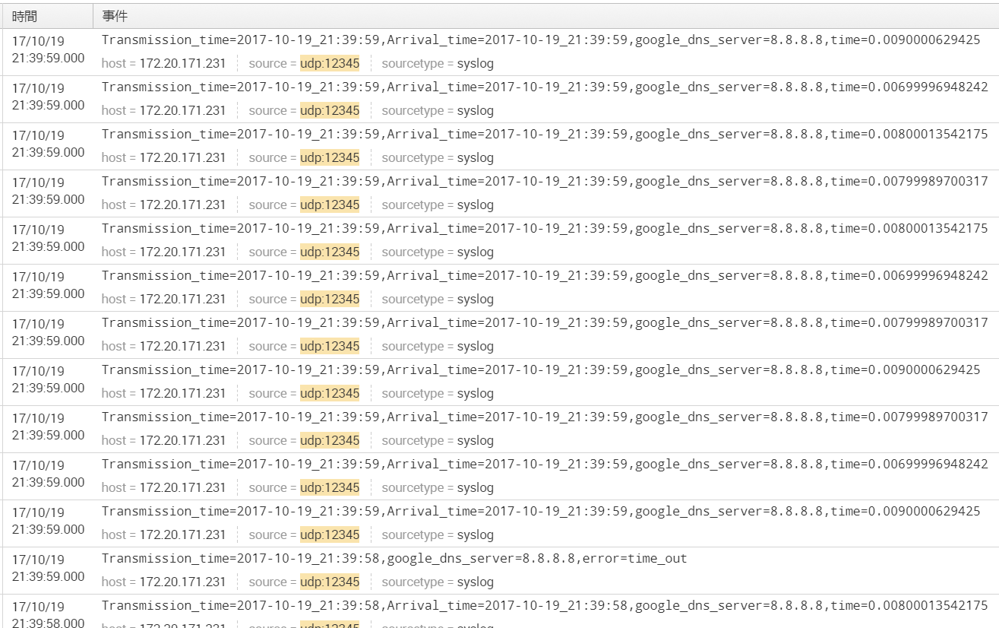 時間 事件
17/10/19 Transmission_time=2017-10-19_21:39:59,Arrival_time=2017-10-19_21:39:59,google_dns_server=8.8.8.8,time=0.0090000629425
21:39:59.000 host = 172.20.171.231 source = udp:12345 sourcetype = syslog
17/10/19 Transmission_time=2017-10-19_21:39:59,Arrival_time=2017-10-19_21:39:59,google_dns_server=8.8.8.8,time=0.00699996948242
21:39:59.000 host = 172.20.171.231 source = udp:12345 sourcetype = syslog
17/10/19 Transmission_time=2017-10-19_21:39:59,Arrival_time=2017-10-19_21:39:59,google_dns_server=8.8.8.8,time=0.00800013542175
21:39:59.000 host = 172.20.171.231 source = udp:12345 sourcetype = syslog
17/10/19 Transmission_time=2017-10-19_21:39:59,Arrival_time=2017-10-19_21:39:59,google_dns_server=8.8.8.8,time=0.00799989700317
21:39:59.000 host = 172.20.171.231 source = udp:12345 sourcetype = syslog
17/10/19 Transmission_time=2017-10-19_21:39:59,Arrival_time=2017-10-19_21:39:59,google_dns_server=8.8.8.8,time=0.00800013542175
21:39:59.000 host = 172.20.171.231 source = udp:12345 sourcetype = syslog
17/10/19 Transmission_time=2017-10-19_21:39:59,Arrival_time=2017-10-19_21:39:59,google_dns_server=8.8.8.8,time=0.00699996948242
21:39:59.000 host = 172.20.171.231 source = udp:12345 sourcetype = syslog
17/10/19 Transmission_time=2017-10-19_21:39:59,Arrival_time=2017-10-19_21:39:59,google_dns_server=8.8.8.8,time=0.00799989700317
21:39:59.000 host = 172.20.171.231 source = udp:12345 sourcetype = syslog
17/10/19 Transmission_time=2017-10-19_21:39:59,Arrival_time=2017-10-19_21:39:59,google_dns_server=8.8.8.8,time=0.0090000629425
21:39:59.000 host = 172.20.171.231 source = udp:12345 sourcetype = syslog
17/10/19 Transmission_time=2017-10-19_21:39:59,Arrival_time=2017-10-19_21:39:59,google_dns_server=8.8.8.8,time=0.00799989700317
21:39:59.000 host = 172.20.171.231 source = udp:12345 sourcetype = syslog
17/10/19 Transmission_time=2017-10-19_21:39:59,Arrival_time=2017-10-19_21:39:59,google_dns_server=8.8.8.8,time=0.00699996948242
21:39:59.000 host = 172.20.171.231 source = udp:12345 sourcetype = syslog
17/10/19 Transmission_time=2017-10-19_21:39:59,Arrival_time=2017-10-19_21:39:59,google_dns_server=8.8.8.8,time=0.0090000629425
21:39:59.000 host = 172.20.171.231 source = udp:12345 sourcetype = syslog
17/10/19 Transmission_time=2017-10-19_21:39:58,google_dns_server=8.8.8.8,error=time_out
21:39:59.000 host = 172.20.171.231 source = udp:12345 sourcetype = syslog
17/10/19 Transmission_time=2017-10-19_21:39:58,Arrival_time=2017-10-19_21:39:58,google_dns_server=8.8.8.8,time=0.00800013542175
21:39:58.000